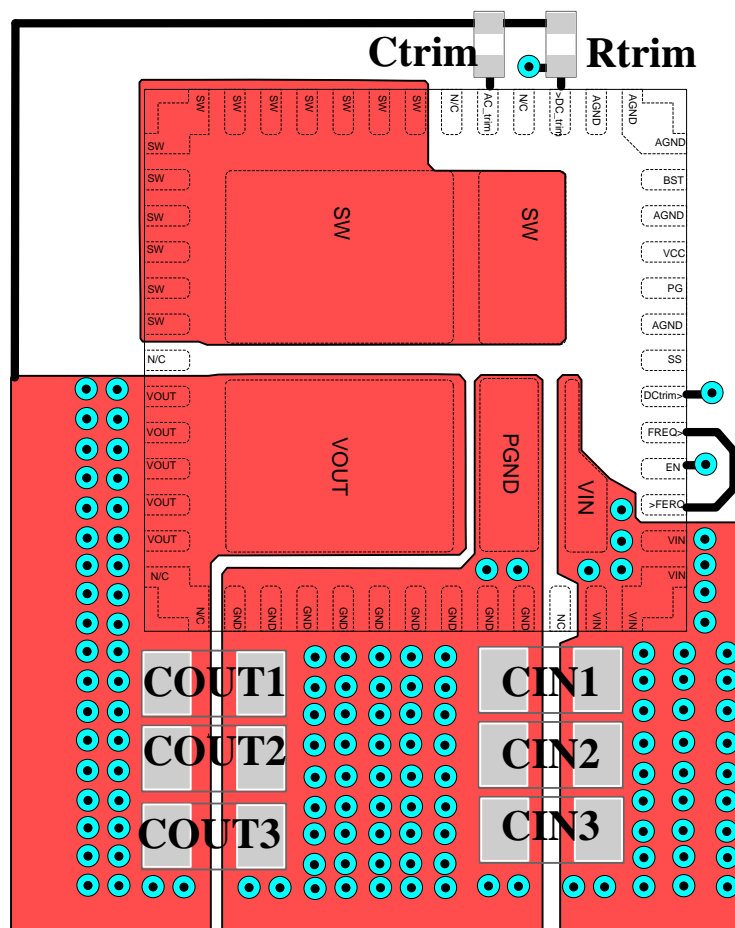 Ctrim
Rtrim
SW
SW
SW
SW
SW
SW
SW
N/C
AC_trim
N/C
>DC_trim
AGND
AGND
SW
AGND
SW
BST
SW
AGND
SW
SW
SW
VCC
SW
PG
SW
AGND
N/C
SS
VOUT
DCtrim>
VOUT
FREQ>
VOUT
PGND
VIN
VOUT
EN
VOUT
>FERQ
VOUT
VIN
N/C
VIN
N/C
GND
GND
GND
GND
GND
GND
GND
GND
GND
NC
VIN
VIN
COUT1
CIN1
COUT2
CIN2
COUT3
CIN3